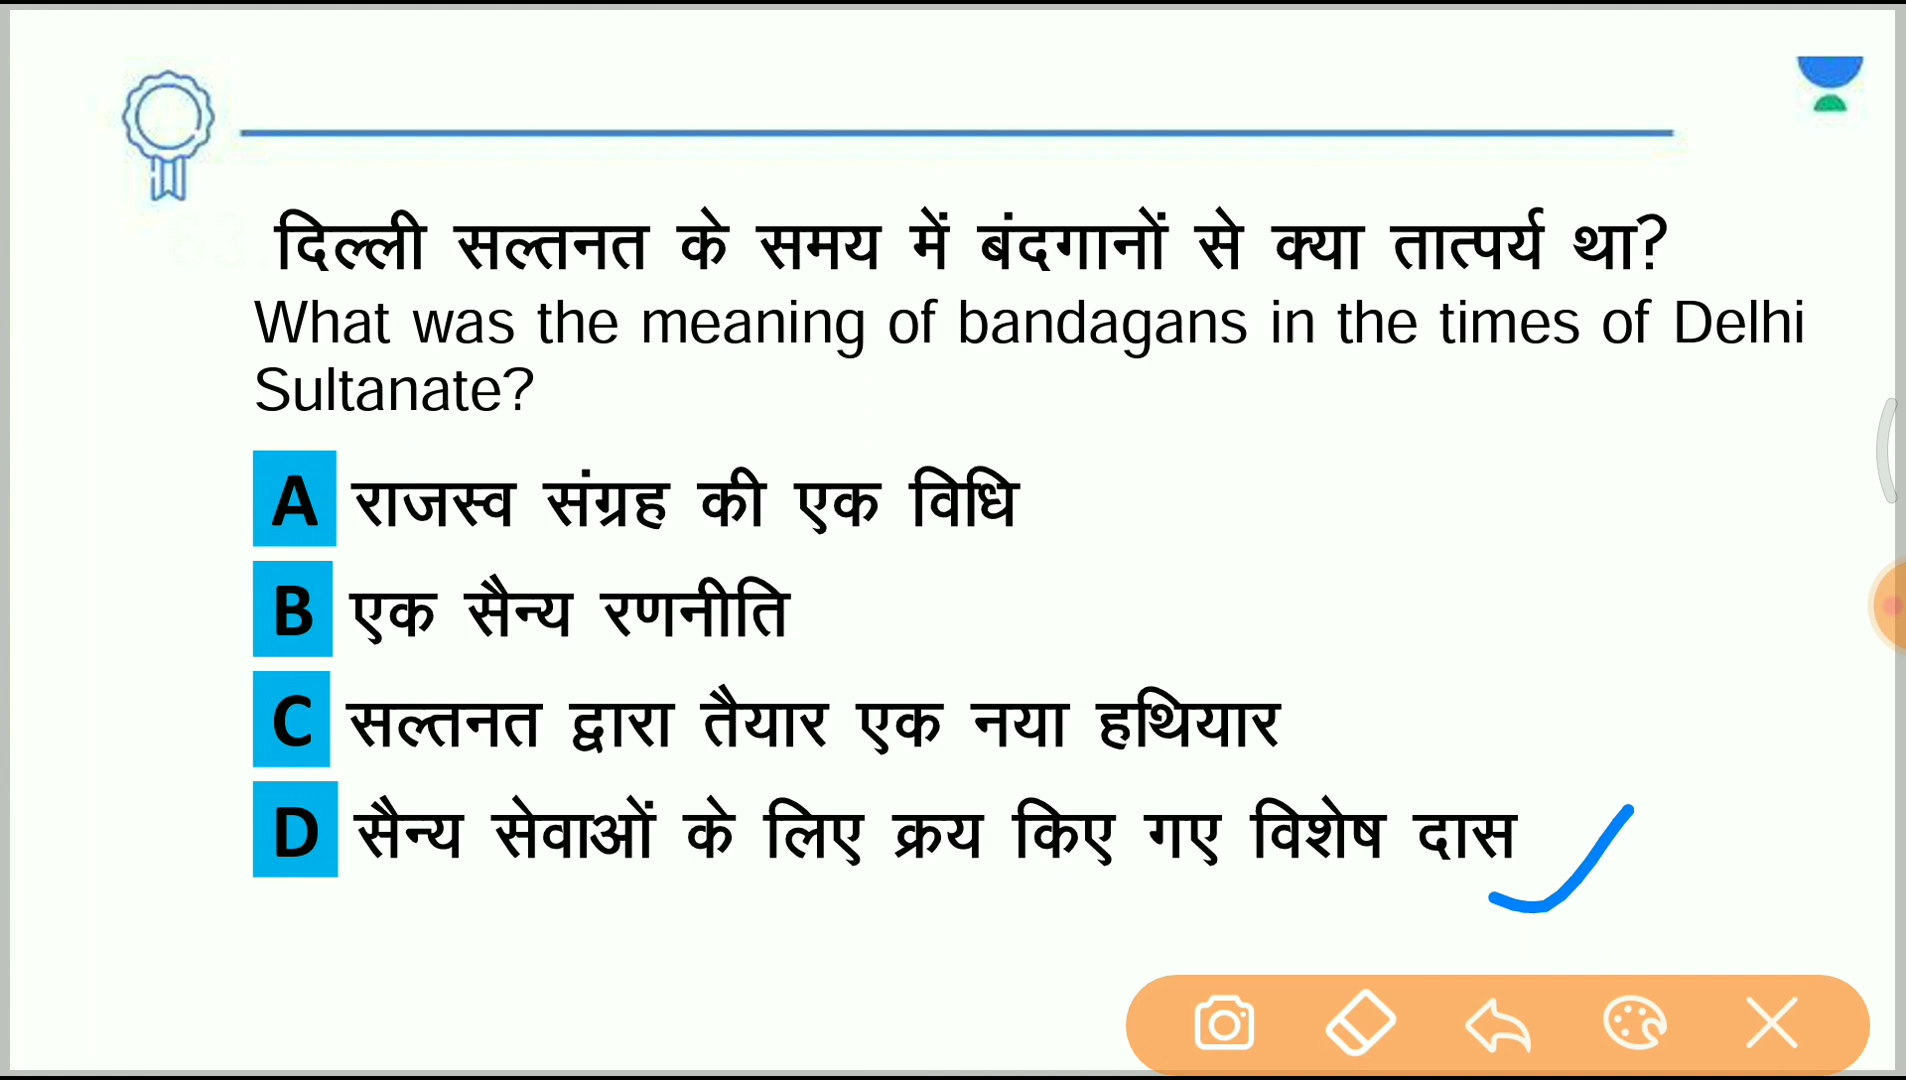 दिल्ली सल्तनत के समय में बंदगानों से क्या तात्पर्य था?
What was the meaning of bandagans in the times of Delhi
Sultanate?
A राजस्व संग्रह की एक विधि
B एक सैन्य रणनीति
C सल्तनत द्वारा तैयार एक नया हथियार
D सैन्य सेवाओं के लिए क्रय किए गए विशेष दास